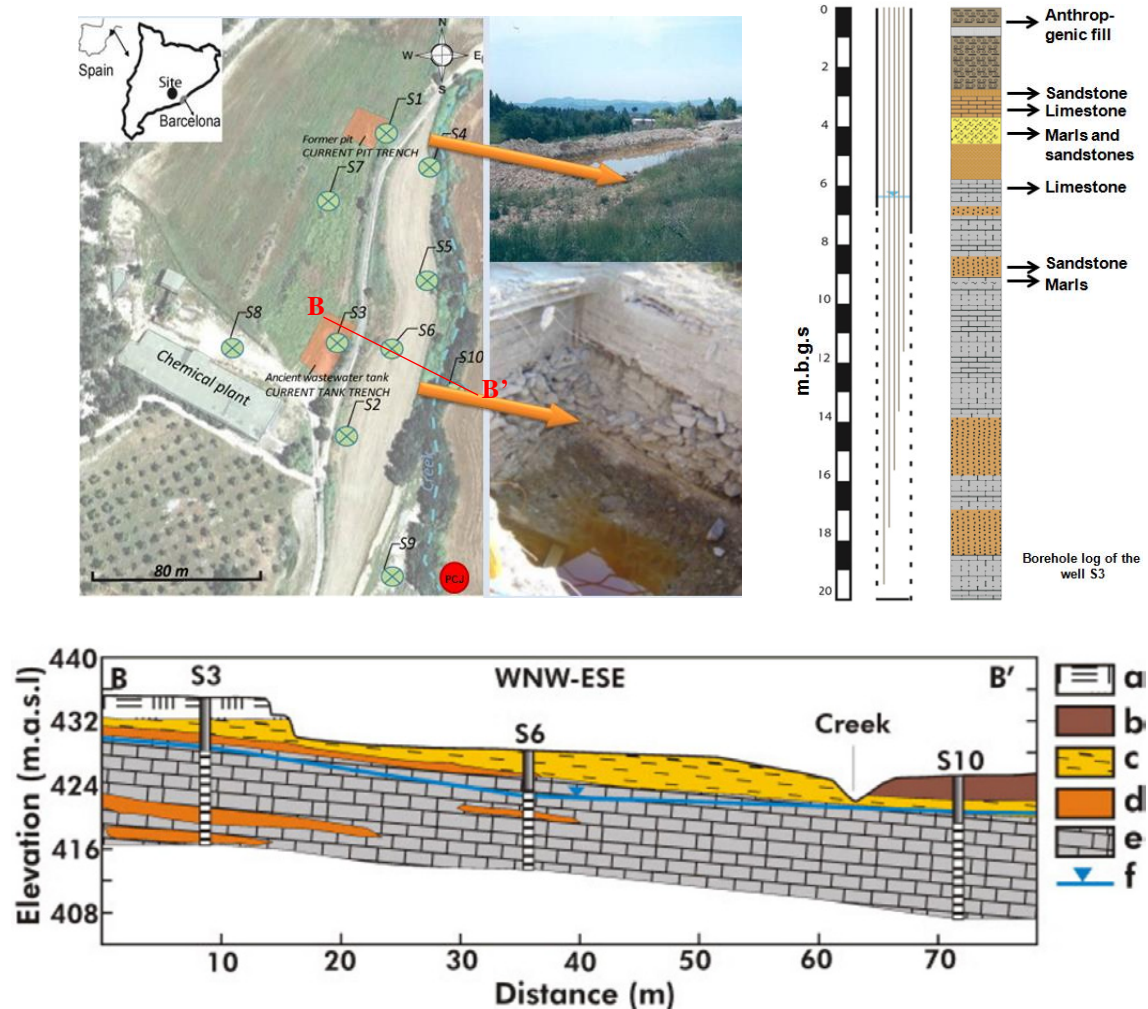 Spain
Site
Barcelona
N
W
E
S
S1
Former pit
CURRENT PIT TRENCH
S4
S7
S5
B
S3
S8
S6
Chemical plant
S10
B'
Ancient wastewater tank
CURRENT TANK TRENCH
S2
Creek
S9
80 m
PCJ
m.b.g.s
0
2
4
6
8
10
12
14
16
18
20
Anthrop-
genic fill
Sandstone
Limestone
Marls and
sandstones
Limestone
Sandstone
Marls
Borehole log of the
well S3
Elevation (m.a.s.l)
440
432
424
416
408
B
S3
WNW-ESE
S6
Creek
B'
S10
10
20
30
40
50
60
70
Distance (m)
a
b
c
d
e
f